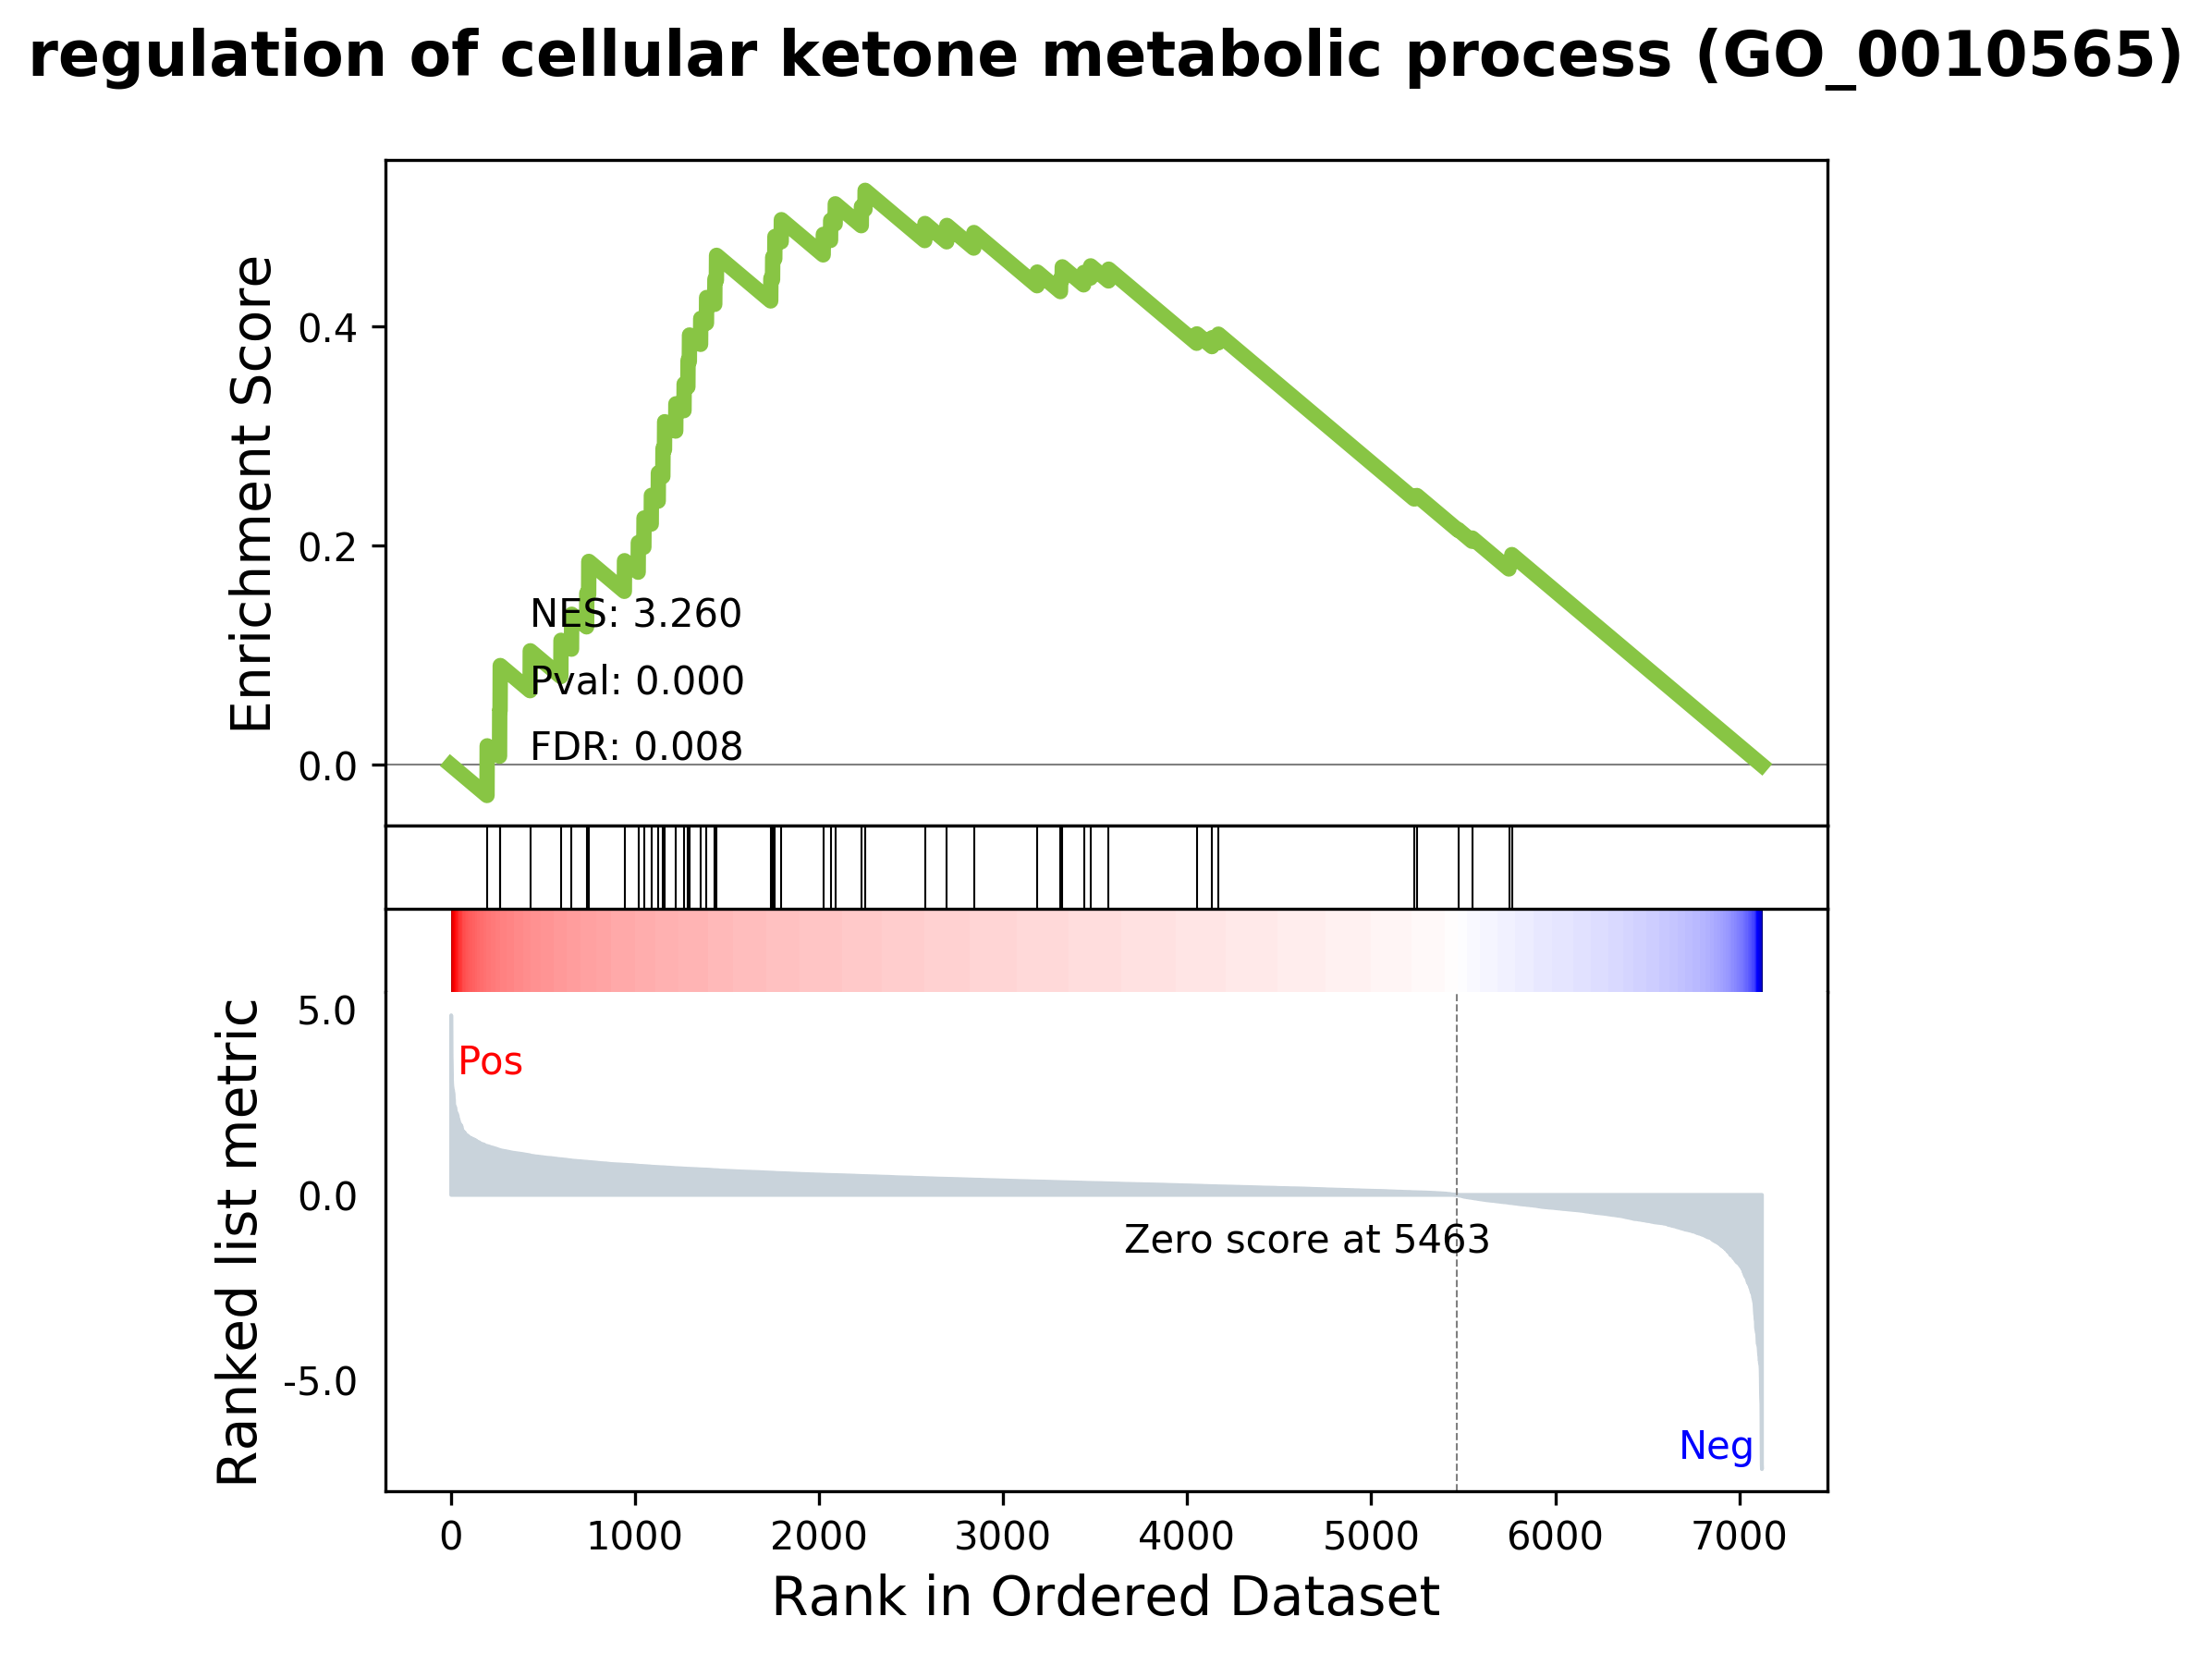 regulation of cellular ketone metabolic process (GO_0010565)
Enrichment Score
0.4
0.2
0.0
NES: 3.260
Pval: 0.000
FDR: 0.008
Ranked list metric
5.0
0.0
-5.0
Pos
Zero score at 5463
Neg
0 1000 2000 3000 4000 5000 6000 7000
Rank in Ordered Dataset